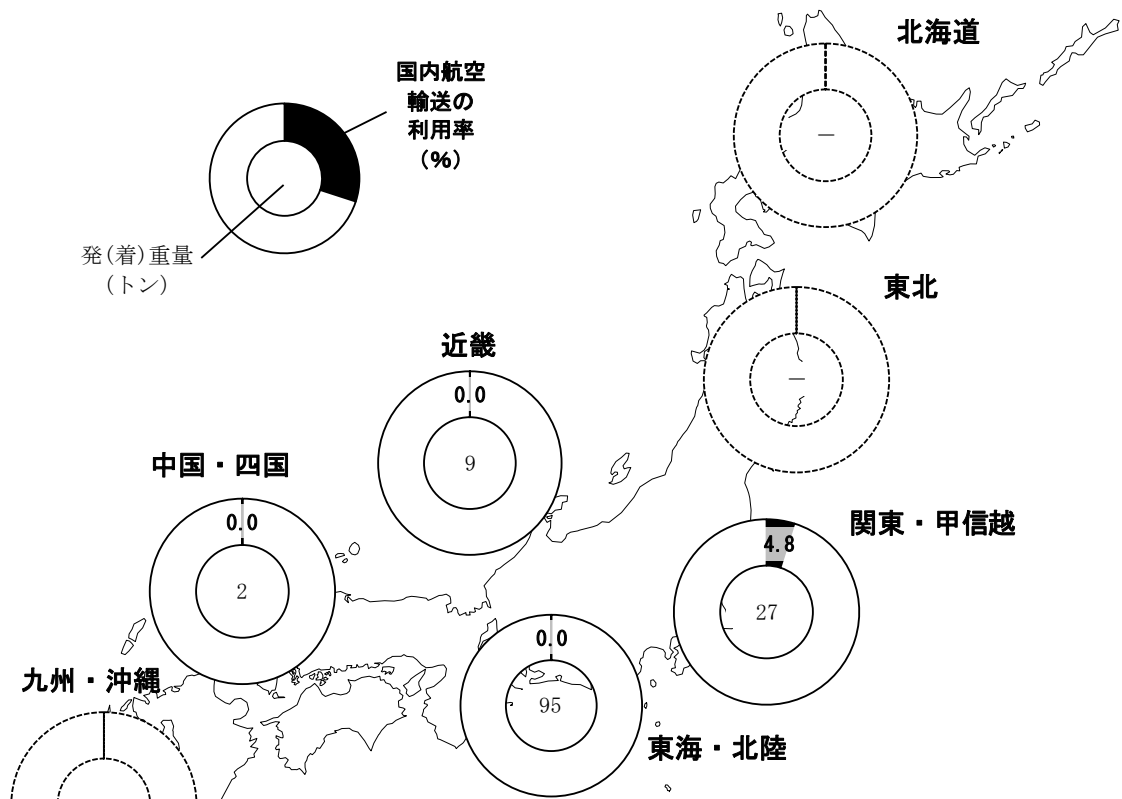 国内航空
輸送の
利用率
(%)
発(着)重量
(トン)
北海道
－
東北
－
近畿
0.0
9
中国・四国
0.0
2
関東・甲信越
4.8
27
九州・沖縄
0.0
95
東海・北陸